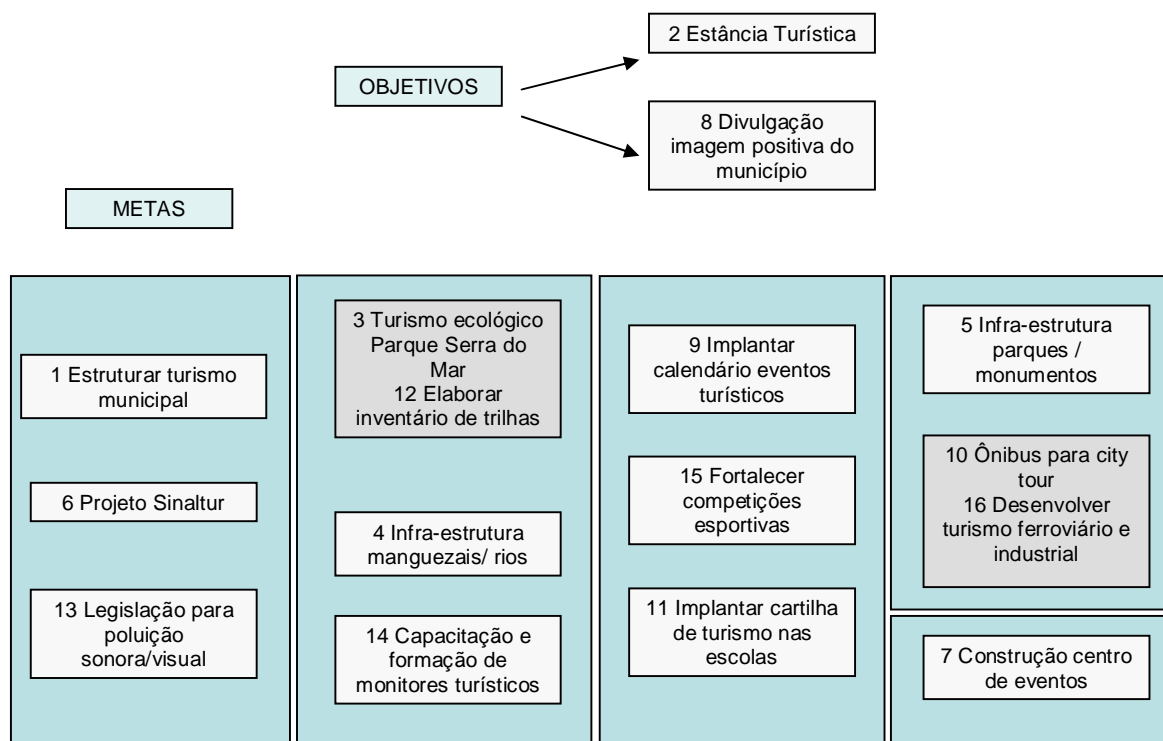 2 Estância Turística
OBJETIVOS
8 Divulgação
imagem positiva do
município
METAS
1 Estruturar turismo
municipal
6 Projeto Sinaltur
13 Legislação para
poluição
sonora/visual
3 Turismo ecológico
Parque Serra do
Mar
12 Elaborar
inventário de trilhas
4 Infra-estrutura
manguezais/ rios
14 Capacitação e
formação de
monitores turísticos
9 Implantar
calendário eventos
turísticos
15 Fortalecer
competições
esportivas
11 Implantar cartilha
de turismo nas
escolas
5 Infra-estrutura
parques /
monumentos
10 Ônibus para city
tour
16 Desenvolver
turismo ferroviário e
industrial
7 Construção centro
de eventos